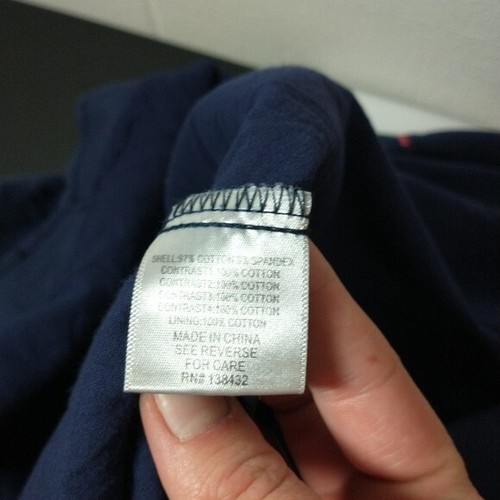 SHELL:97% COTTON 3% SPANDEX
CONTRAST1:100% COTTON
CONTRAST2:100% COTTON
CONTRAST3:100% COTTON
CONTRAST4:100% COTTON
LINING:100% COTTON
MADE IN CHINA
SEE REVERSE
FOR CARE
RN# 138432